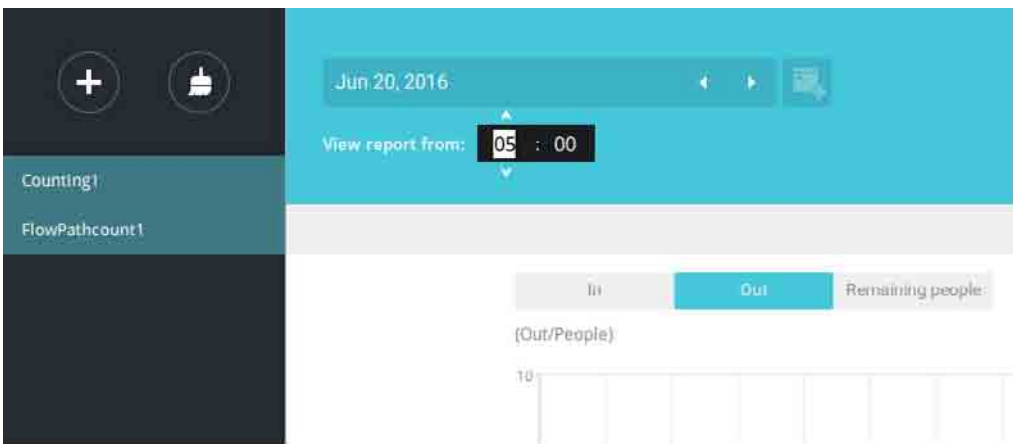 Jun 20, 2016
View report from: 05 : 00
Counting1
FlowPathcount1
In Out Remaining people
(Out/People)
10